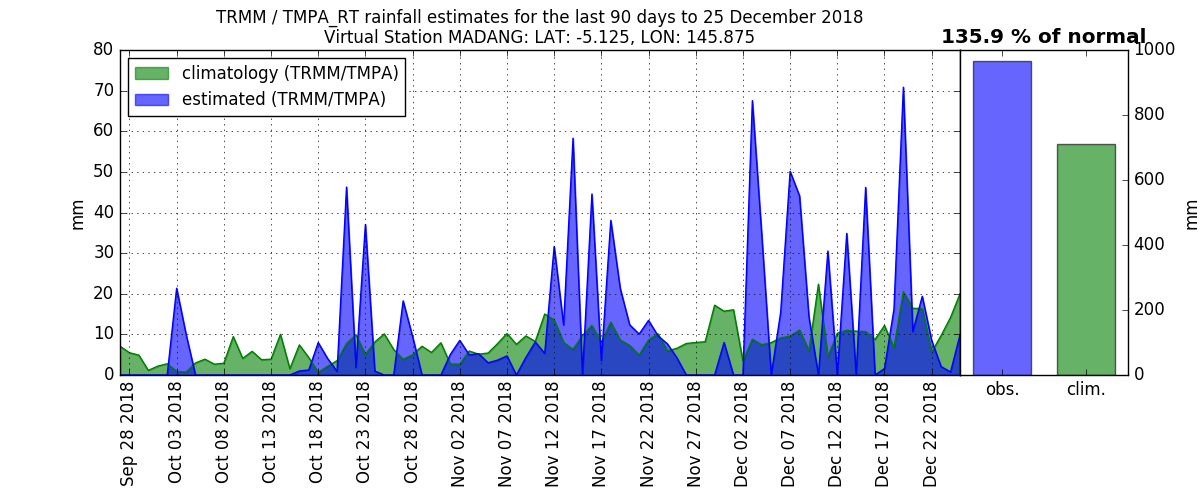 TRMM / TMPA_RT rainfall estimates for the last 90 days to 25 December 2018
Virtual Station MADANG: LAT: -5.125, LON: 145.875
135.9 % of normal
climatology (TRMM/TMPA)
estimated (TRMM/TMPA)
80
70
60
50
40
30
20
10
0
mm
Sep 28 2018
Oct 03 2018
Oct 08 2018
Oct 13 2018
Oct 18 2018
Oct 23 2018
Oct 28 2018
Nov 02 2018
Nov 07 2018
Nov 12 2018
Nov 17 2018
Nov 22 2018
Nov 27 2018
Dec 02 2018
Dec 07 2018
Dec 12 2018
Dec 17 2018
Dec 22 2018
obs.
clim.
1000
800
600
400
200
0
mm